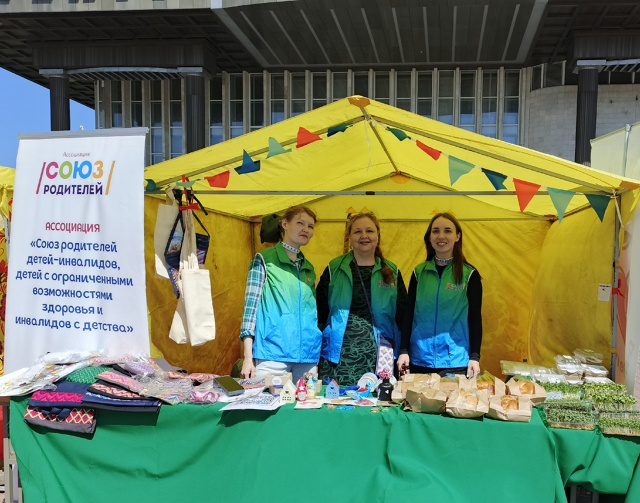 Ассоциация
/СОЮЗ/
РОДИТЕЛЕЙ
АССОЦИАЦИЯ
«Союз родителей
детей-инвалидов,
детей с ограниченными
возможностями
здоровья и
инвалидов с детства»